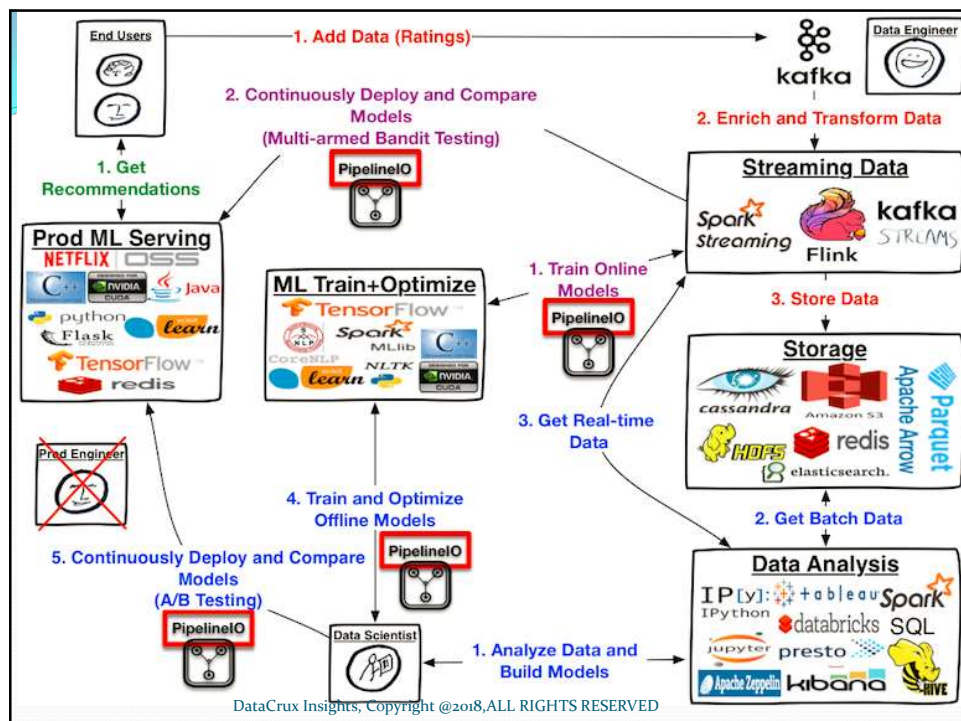 End Users
1. Add Data (Ratings)
kafka
Data Engineer
2. Continuously Deploy and Compare
Models
(Multi-armed Bandit Testing)
PipelineIO
2. Enrich and Transform Data
1. Get
Recommendations
Streaming Data
Spark
Streaming
Flink
kafka
STREAMS
Prod ML Serving
NETFLIX OSS
C++
DESIGNED FOR
NVIDIA
CUDA
Java
python
Flask
learn
TensorFlow
redis
ML Train+Optimize
TensorFlow
NLP
CoreNLP
Spark
MLlib
C++
learn
NLTK
NVIDIA
CUDA
1. Train Online
Models
PipelineIO
3. Store Data
Storage
cassandra
Amazon S3
Apache Arrow
Parquet
HDFS
redis
elasticsearch.
3. Get Real-time
Data
Prod Engineer
4. Train and Optimize
Offline Models
PipelineIO
2. Get Batch Data
5. Continuously Deploy and Compare
Models
(A/B Testing)
PipelineIO
Data Scientist
1. Analyze Data and
Build Models
Data Analysis
IP[y]:
IPython
+ableau
Spark
databricks
SQL
jupyter
presto
Apache Zeppelin
kibana
HIVE
DataCrux Insights, Copyright @2018,ALL RIGHTS RESERVED